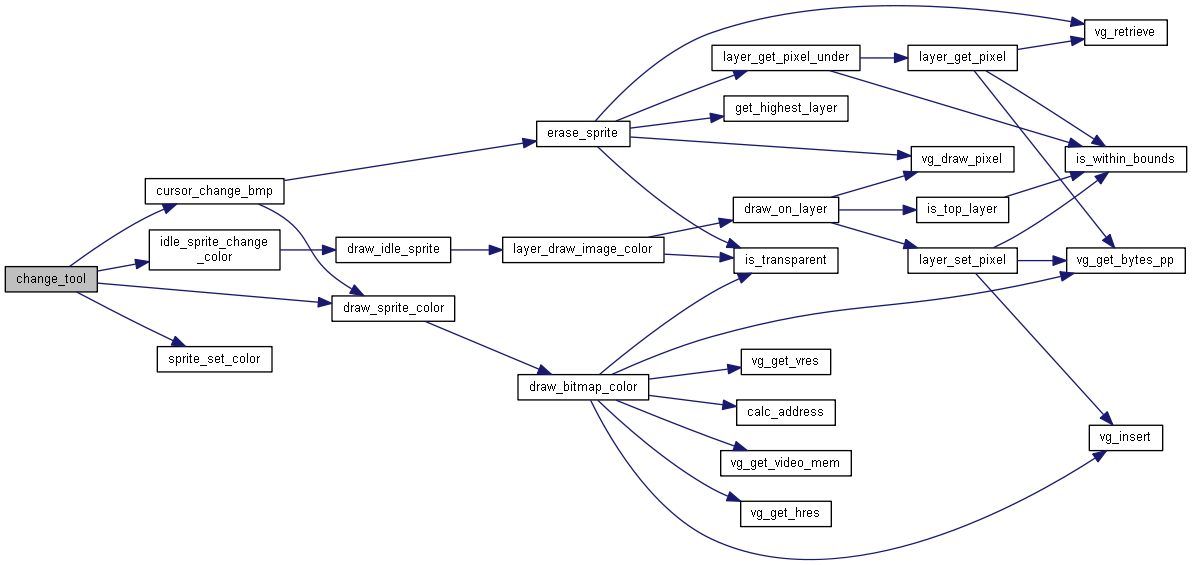 change_tool
cursor_change_bmp
idle_sprite_change
_color
draw_sprite_color
sprite_set_color
erase_sprite
draw_idle_sprite
layer_draw_image_color
draw_bitmap_color
layer_get_pixel_under
get_highest_layer
draw_on_layer
is_transparent
vg_get_vres
calc_address
vg_get_video_mem
vg_get_hres
layer_get_pixel
vg_draw_pixel
is_top_layer
layer_set_pixel
vg_retrieve
is_within_bounds
vg_get_bytes_pp
vg_insert